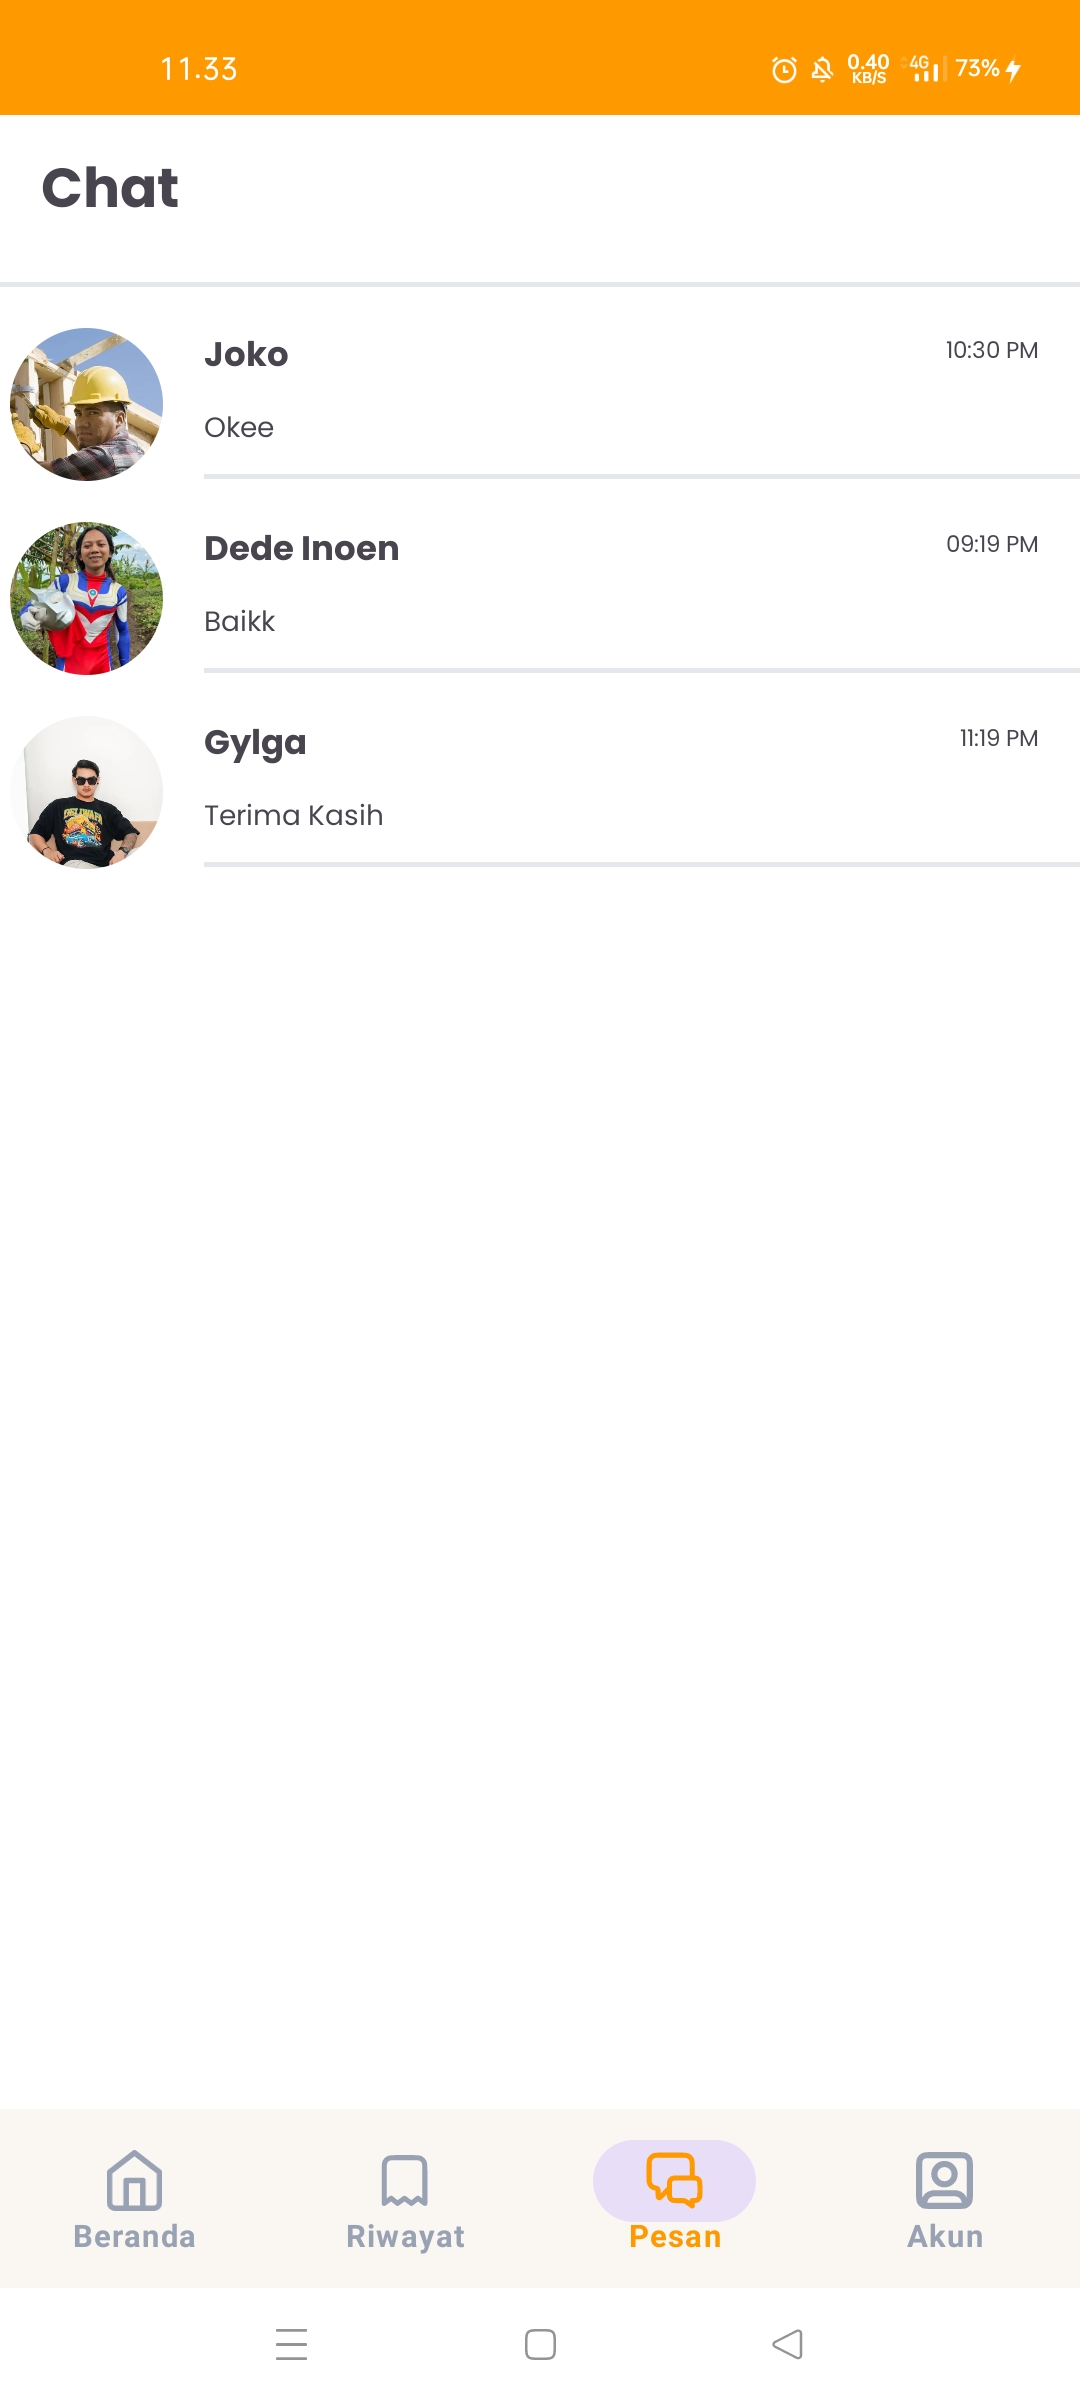 11.33
0.40
KB/S
4G
73%
Chat
Joko
10:30 PM
Okee
Dede Inoen
09:19 PM
Baikk
Gylga
11:19 PM
Terima Kasih
Beranda
Riwayat
Pesan
Akun